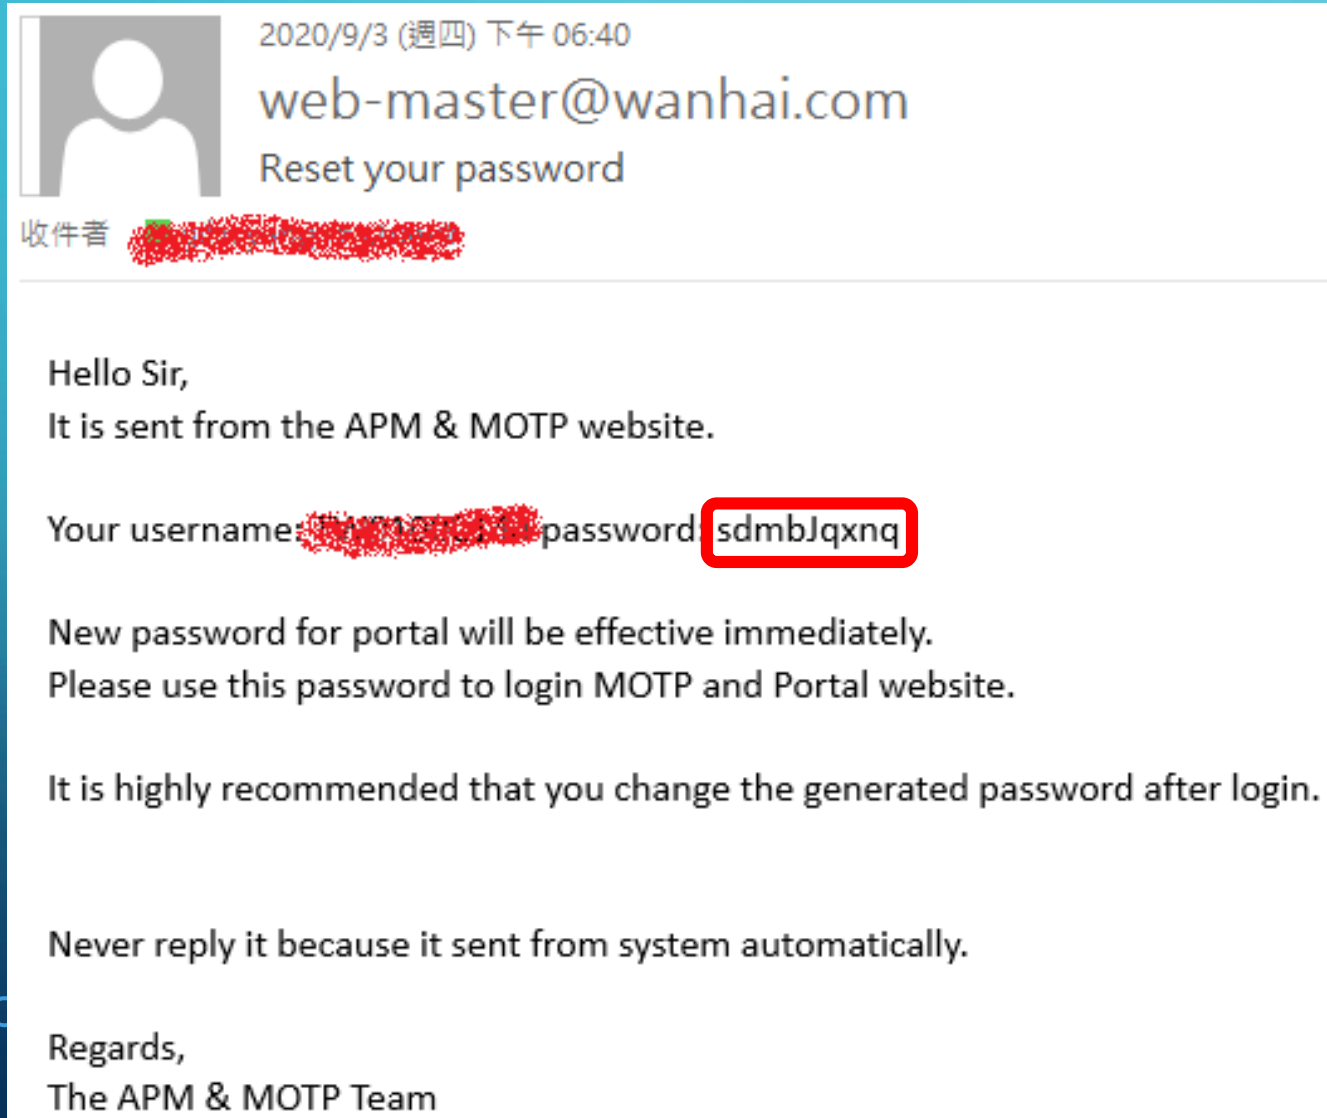 2020/9/3 (週四) 下午 06:40
web-master@wanhai.com
Reset your password
收件者
Hello Sir,
It is sent from the APM & MOTP website.
Your username: password: sdmbJqxnq
New password for portal will be effective immediately.
Please use this password to login MOTP and Portal website.
It is highly recommended that you change the generated password after login.
Never reply it because it sent from system automatically.
Regards,
The APM & MOTP Team